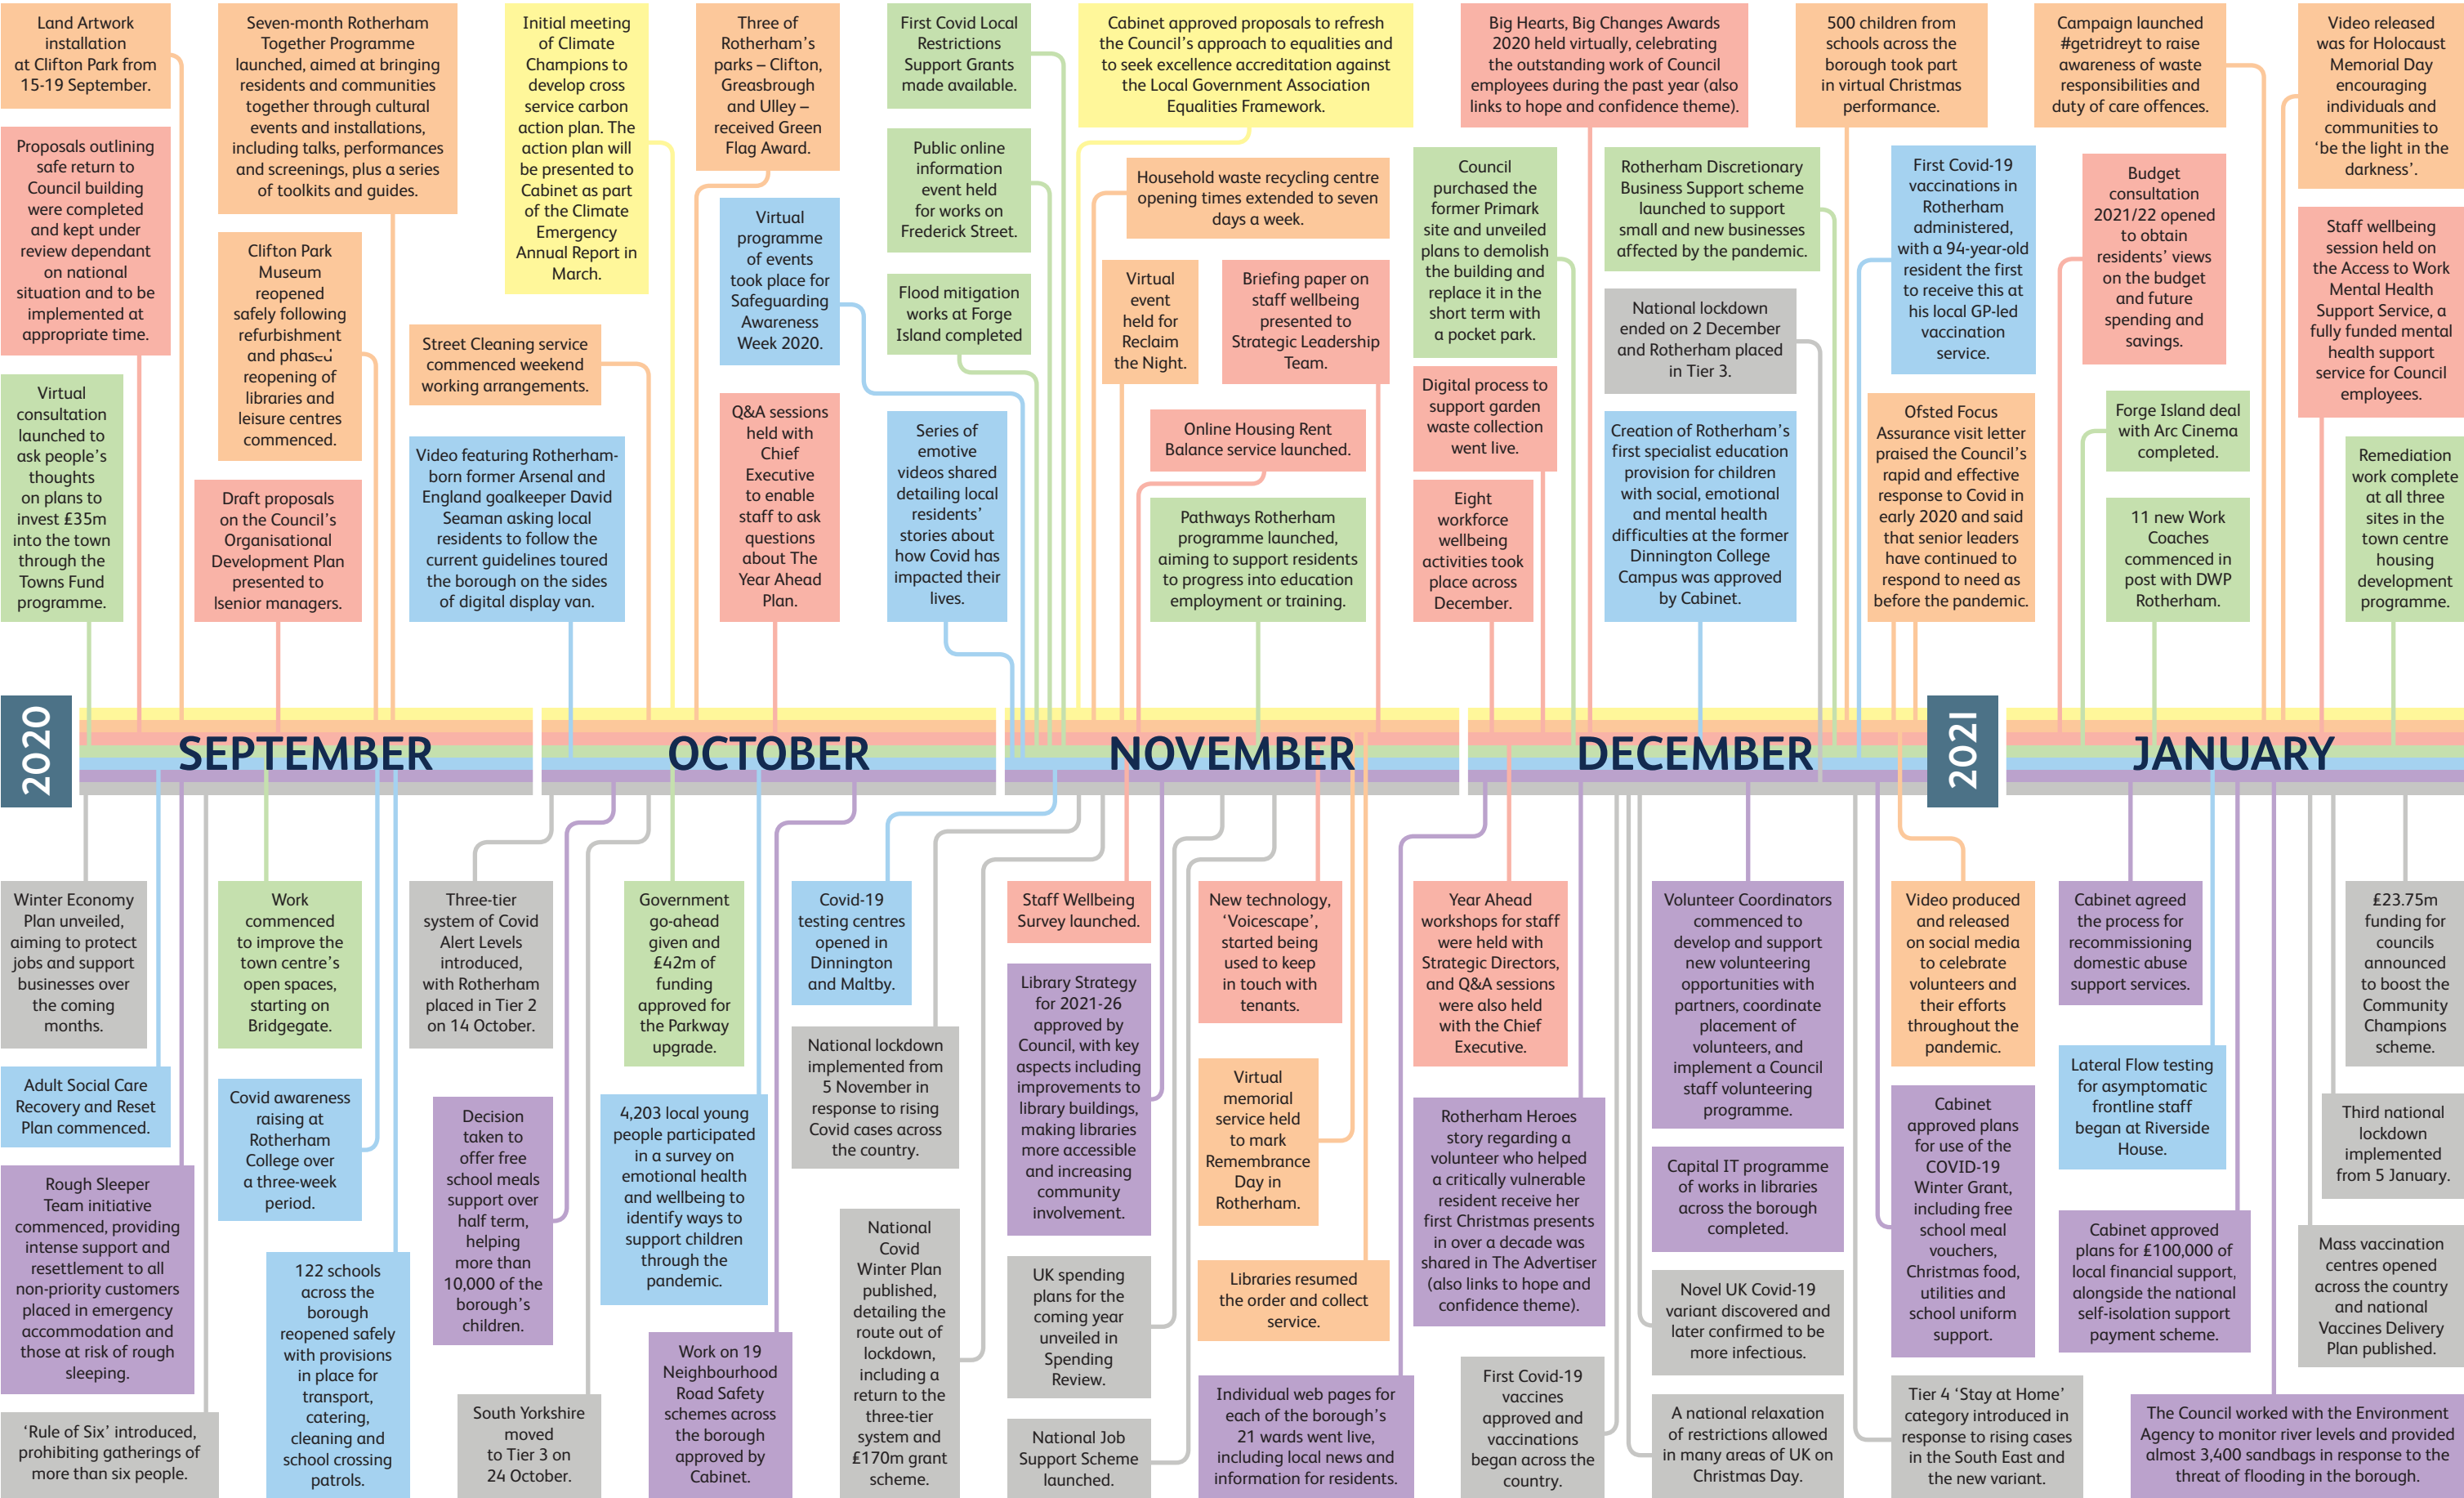 Land Artwork
installation
at Clifton Park from
15-19 September.
Proposals outlining
safe return to
Council building
were completed
and kept under
review dependant
on national
situation and to be
implemented at
appropriate time.
Virtual
consultation
launched to
ask people's
thoughts
on plans to
invest £35m
into the town
through the
Towns Fund
programme.
Seven-month Rotherham
Together Programme
launched, aimed at bringing
residents and communities
together through cultural
events and installations,
including talks, performances
and screenings, plus a series
of toolkits and guides.
Clifton Park
Museum
reopened
safely following
refurbishment
and phased
reopening of
libraries and
leisure centres
commenced.
Draft proposals
on the Council's
Organisational
Development Plan
presented to
lsenior managers.
Initial meeting
of Climate
Champions to
develop cross
service carbon
action plan. The
action plan will
be presented to
Cabinet as part
of the Climate
Emergency
Annual Report in
March.
Street Cleaning service
commenced weekend
working arrangements.
Video featuring Rotherham-
born former Arsenal and
England goalkeeper David
Seaman asking local
residents to follow the
current guidelines toured
the borough on the sides
of digital display van.
Three of
Rotherham's
parks – Clifton,
Greasbrough
and Ulley –
received Green
Flag Award.
Virtual
programme
of events
took place for
Safeguarding
Awareness
Week 2020.
Q&A sessions
held with
Chief
Executive
to enable
staff to ask
questions
about The
Year Ahead
Plan.
First Covid Local
Restrictions
Support Grants
made available.
Public online
information
event held
for works on
Frederick Street.
Flood mitigation
works at Forge
Island completed
Series of
emotive
videos shared
detailing local
residents'
stories about
how Covid has
impacted their
lives.
Cabinet approved proposals to refresh
the Council's approach to equalities and
to seek excellence accreditation against
the Local Government Association
Equalities Framework.
Household waste recycling centre
opening times extended to seven
days a week.
Virtual
event
held for
Reclaim
the Night.
Briefing paper on
staff wellbeing
presented to
Strategic Leadership
Team.
Online Housing Rent
Balance service launched.
Pathways Rotherham
programme launched,
aiming to support residents
to progress into education
employment or training.
Big Hearts, Big Changes Awards
2020 held virtually, celebrating
the outstanding work of Council
employees during the past year (also
links to hope and confidence theme).
Council
purchased the
former Primark
site and unveiled
plans to demolish
the building and
replace it in the
short term with
a pocket park.
Digital process to
support garden
waste collection
went live.
Eight
workforce
wellbeing
activities took
place across
December.
Rotherham Discretionary
Business Support scheme
launched to support
small and new businesses
affected by the pandemic.
National lockdown
ended on 2 December
and Rotherham placed
in Tier 3.
Creation of Rotherham's
first specialist education
provision for children
with social, emotional
and mental health
difficulties at the former
Dinnington College
Campus was approved
by Cabinet.
500 children from
schools across the
borough took part
in virtual Christmas
performance.
First Covid-19
vaccinations in
Rotherham
administered,
with a 94-year-old
resident the first
to receive this at
his local GP-led
vaccination
service.
Ofsted Focus
Assurance visit letter
praised the Council's
rapid and effective
response to Covid in
early 2020 and said
that senior leaders
have continued to
respond to need as
before the pandemic.
Campaign launched
#getridreyt to raise
awareness of waste
responsibilities and
duty of care offences.
Budget
consultation
2021/22 opened
to obtain
residents' views
on the budget
and future
spending and
savings.
Forge Island deal
with Arc Cinema
completed.
11 new Work
Coaches
commenced in
post with DWP
Rotherham.
Video released
was for Holocaust
Memorial Day
encouraging
individuals and
communities to
'be the light in the
darkness'.
Staff wellbeing
session held on
the Access to Work
Mental Health
Support Service, a
fully funded mental
health support
service for Council
employees.
Remediation
work complete
at all three
sites in the
town centre
housing
development
programme.
2020
SEPTEMBER
OCTOBER
NOVEMBER
DECEMBER
2021
JANUARY
Winter Economy
Plan unveiled,
aiming to protect
jobs and support
businesses over
the coming
months.
Adult Social Care
Recovery and Reset
Plan commenced.
Rough Sleeper
Team initiative
commenced, providing
intense support and
resettlement to all
non-priority customers
placed in emergency
accommodation and
those at risk of rough
sleeping.
'Rule of Six' introduced,
prohibiting gatherings of
more than six people.
Work
commenced
to improve the
town centre's
open spaces,
starting on
Bridgegate.
Covid awareness
raising at
Rotherham
College over
a three-week
period.
122 schools
across the
borough
reopened safely
with provisions
in place for
transport,
catering,
cleaning and
school crossing
patrols.
Three-tier
system of Covid
Alert Levels
introduced,
with Rotherham
placed in Tier 2
on 14 October.
Decision
taken to
offer free
school meals
support over
half term,
helping
more than
10,000 of the
borough's
children.
South Yorkshire
moved
to Tier 3 on
24 October.
Government
go-ahead
given and
£42m of
funding
approved for
the Parkway
upgrade.
4,203 local young
people participated
in a survey on
emotional health
and wellbeing to
identify ways to
support children
through the
pandemic.
Work on 19
Neighbourhood
Road Safety
schemes across
the borough
approved by
Cabinet.
Covid-19
testing centres
opened in
Dinnington
and Maltby.
National lockdown
implemented from
5 November in
response to rising
Covid cases across
the country.
National
Covid
Winter Plan
published,
detailing the
route out of
lockdown,
including a
return to the
three-tier
system and
£170m grant
scheme.
Staff Wellbeing
Survey launched.
Library Strategy
for 2021-26
approved by
Council, with key
aspects including
improvements to
library buildings,
making libraries
more accessible
and increasing
community
involvement.
UK spending
plans for the
coming year
unveiled in
Spending
Review.
National Job
Support Scheme
launched.
New technology,
'Voicescape',
started being
used to keep
in touch with
tenants.
Virtual
memorial
service held
to mark
Remembrance
Day in
Rotherham.
Libraries resumed
the order and collect
service.
Individual web pages for
each of the borough's
21 wards went live,
including local news and
information for residents.
Year Ahead
workshops for staff
were held with
Strategic Directors,
and Q&A sessions
were also held
with the Chief
Executive.
Rotherham Heroes
story regarding a
volunteer who helped
a critically vulnerable
resident receive her
first Christmas presents
in over a decade was
shared in The Advertiser
(also links to hope and
confidence theme).
First Covid-19
vaccines
approved and
vaccinations
began across the
country.
Volunteer Coordinators
commenced to
develop and support
new volunteering
opportunities with
partners, coordinate
placement of
volunteers, and
implement a Council
staff volunteering
programme.
Capital IT programme
of works in libraries
across the borough
completed.
Novel UK Covid-19
variant discovered and
later confirmed to be
more infectious.
A national relaxation
of restrictions allowed
in many areas of UK on
Christmas Day.
Video produced
and released
on social media
to celebrate
volunteers and
their efforts
throughout the
pandemic.
Cabinet
approved plans
for use of the
COVID-19
Winter Grant,
including free
school meal
vouchers,
Christmas food,
utilities and
school uniform
support.
Tier 4 'Stay at Home'
category introduced in
response to rising cases
in the South East and
the new variant.
Cabinet agreed
the process for
recommissioning
domestic abuse
support services.
Lateral Flow testing
for asymptomatic
frontline staff
began at Riverside
House.
Cabinet approved
plans for £100,000 of
local financial support,
alongside the national
self-isolation support
payment scheme.
£23.75m
funding for
councils
announced
to boost the
Community
Champions
scheme.
Third national
lockdown
implemented
from 5 January.
Mass vaccination
centres opened
across the country
and national
Vaccines Delivery
Plan published.
The Council worked with the Environment
Agency to monitor river levels and provided
almost 3,400 sandbags in response to the
threat of flooding in the borough.